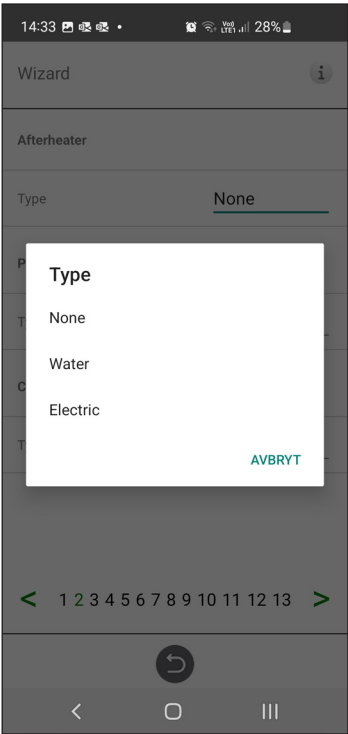 14:33 28%
Wizard i
Afterheater
Type None
P
Type
None
T
Water
C
Electric
T
AVBRYT
< 1 2 3 4 5 6 7 8 9 10 11 12 13 >